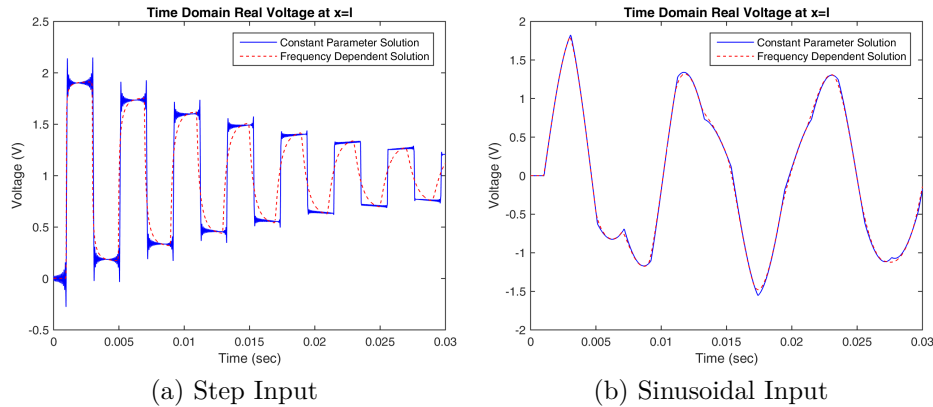 Time Domain Real Voltage at x=l
Constant Parameter Solution
Frequency Dependent Solution
Voltage (V)
2.5
2
1.5
1
0.5
0
-0.5
0
0.005
0.01
0.015
0.02
0.025
0.03
Time (sec)
(a) Step Input
Time Domain Real Voltage at x=l
Constant Parameter Solution
Frequency Dependent Solution
Voltage (V)
2
1.5
1
0.5
0
-0.5
-1
-1.5
-2
0
0.005
0.01
0.015
0.02
0.025
0.03
Time (sec)
(b) Sinusoidal Input